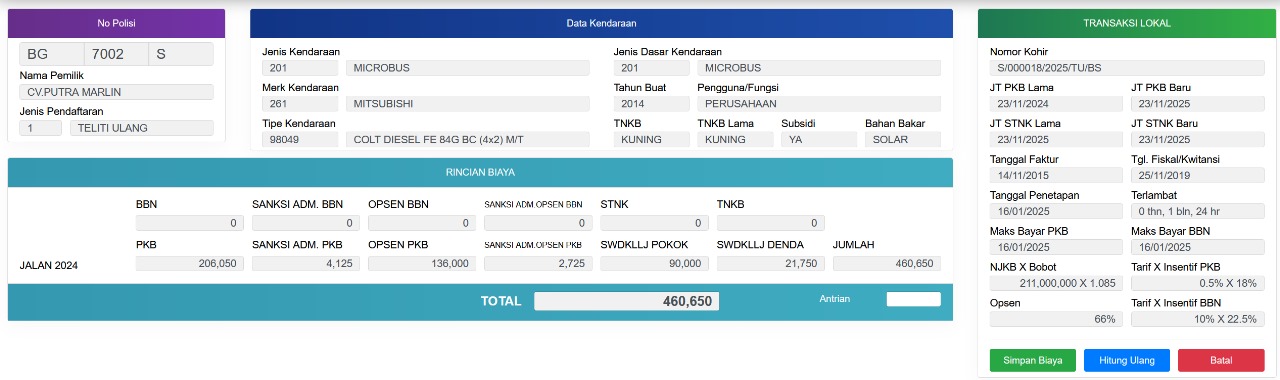 No Polisi
BG 7002 S
Nama Pemilik
CV.PUTRA MARLIN
Jenis Pendaftaran
1 TELITI ULANG
Data Kendaraan
Jenis Kendaraan Jenis Dasar Kendaraan
201 MICROBUS 201 MICROBUS
Merk Kendaraan Tahun Buat Pengguna/Fungsi
261 MITSUBISHI 2014 PERUSAHAAN
Tipe Kendaraan TNKB TNKB Lama Subsidi Bahan Bakar
98049 COLT DIESEL FE 84G BC (4x2) M/T KUNING KUNING YA SOLAR
RINCIAN BIAYA
BBN SANKSI ADM. BBN OPSEN BBN SANKSI ADM.OPSEN BBN STNK TNKB
0 0 0 0 0 0
PKB SANKSI ADM. PKB OPSEN PKB SANKSI ADM.OPSEN PKB SWDKLLJ POKOK SWDKLLJ DENDA JUMLAH
JALAN 2024 206,050 4,125 136,000 2,725 90,000 21,750 460,650
TOTAL 460,650 Antrian
TRANSAKSI LOKAL
Nomor Kohir
S/000018/2025/TU/BS
JT PKB Lama JT PKB Baru
23/11/2024 23/11/2025
JT STNK Lama JT STNK Baru
23/11/2025 23/11/2025
Tanggal Faktur Tgl. Fiskal/Kwitansi
14/11/2015 25/11/2019
Tanggal Penetapan Terlambat
16/01/2025 0 thn, 1 bln, 24 hr
Maks Bayar PKB Maks Bayar BBN
16/01/2025 16/01/2025
NJKB X Bobot Tarif X Insentif PKB
211,000,000 X 1.085 0.5% X 18%
Opsen Tarif X Insentif BBN
66% 10% X 22.5%
Simpan Biaya Hitung Ulang Batal